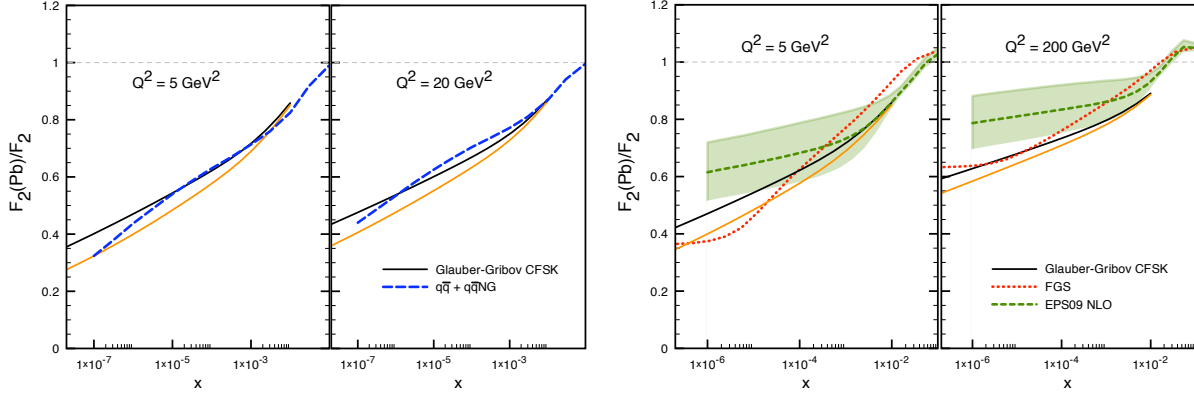 F₂(Pb)/F₂
1.2
1
0.8
0.6
0.4
0.2
0
Q² = 5 GeV²
Q² = 20 GeV²
Glauber-Gribov CFSK
qq̅ + qq̅NG
1×10⁻⁷
1×10⁻⁵
1×10⁻³
1×10⁻⁷
1×10⁻⁵
1×10⁻³
x
x
F₂(Pb)/F₂
1.2
1
0.8
0.6
0.4
0.2
0
Q² = 5 GeV²
Q² = 200 GeV²
Glauber-Gribov CFSK
FGS
EPS09 NLO
1×10⁻⁶
1×10⁻⁴
1×10⁻²
1×10⁻⁶
1×10⁻⁴
1×10⁻²
x
x